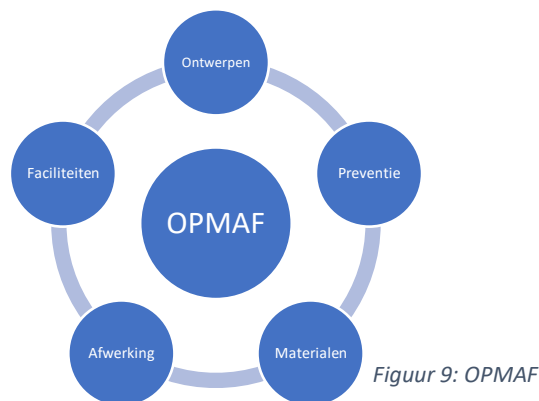 Ontwerpen
Preventie
Materialen
Afwerking
Faciliteiten
OPMAF
Figuur 9: OPMAF